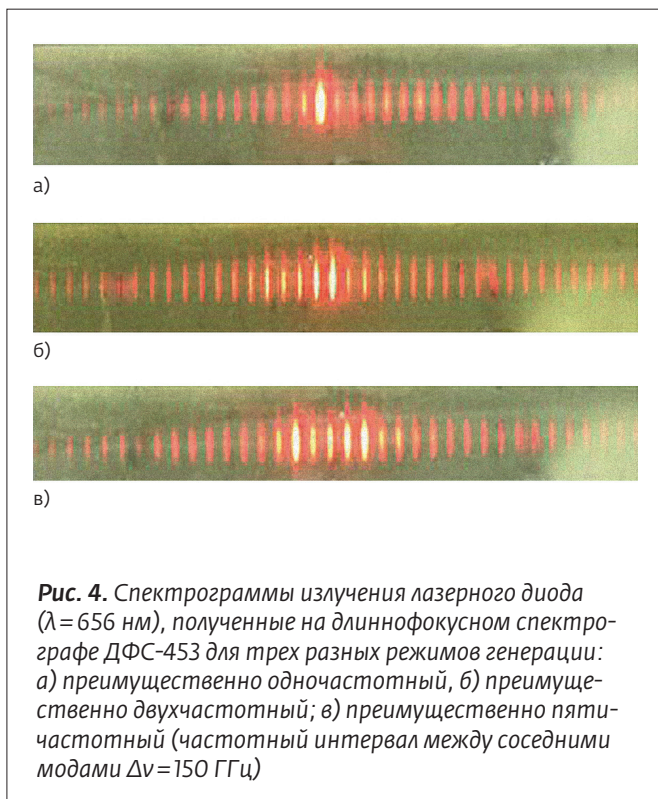 а)
б)
в)
Рис. 4. Спектрограммы излучения лазерного диода
(λ = 656 нм), полученные на длиннофокусном спектро-
графе ДФС-453 для трех разных режимов генерации:
а) преимущественно одночастотный, б) преимуще-
ственно двухчастотный; в) преимущественно пяти-
частотный (частотный интервал между соседними
модами Δν = 150 ГГц)